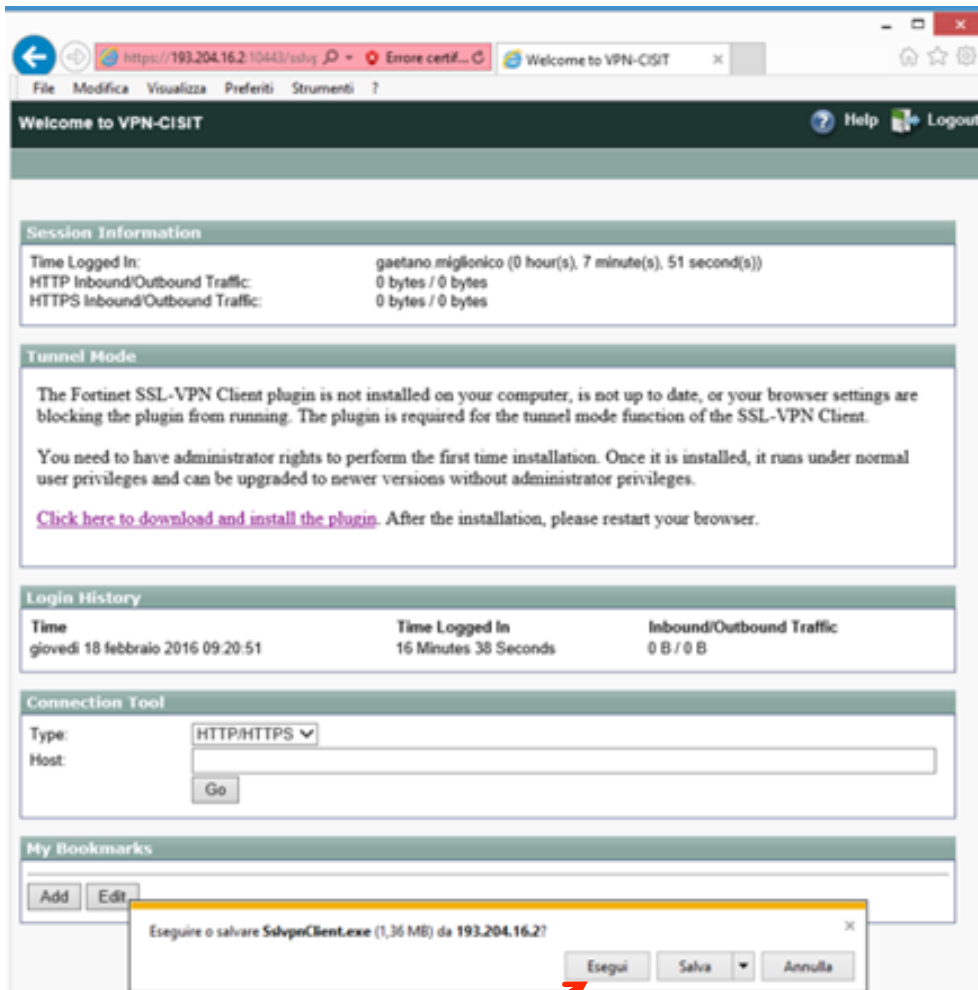 https://193.204.16.2:10443/sslvp
Errore certif...
Welcome to VPN-CISIT
File Modifica Visualizza Preferiti Strumenti ?
Welcome to VPN-CISIT
Help Logout
Session Information
Time Logged In: gaetano.miglionico (0 hour(s), 7 minute(s), 51 second(s))
HTTP Inbound/Outbound Traffic: 0 bytes / 0 bytes
HTTPS Inbound/Outbound Traffic: 0 bytes / 0 bytes
Tunnel Mode
The Fortinet SSL-VPN Client plugin is not installed on your computer, is not up to date, or your browser settings are
blocking the plugin from running. The plugin is required for the tunnel mode function of the SSL-VPN Client.
You need to have administrator rights to perform the first time installation. Once it is installed, it runs under normal
user privileges and can be upgraded to newer versions without administrator privileges.
Click here to download and install the plugin. After the installation, please restart your browser.
Login History
Time Time Logged In Inbound/Outbound Traffic
giovedì 18 febbraio 2016 09:20:51 16 Minutes 38 Seconds 0 B / 0 B
Connection Tool
Type: HTTP/HTTPS
Host:
Go
My Bookmarks
Add Edit
Eseguire o salvare SslvpnClient.exe (1,36 MB) da 193.204.16.2?
Esegui Salva Annulla